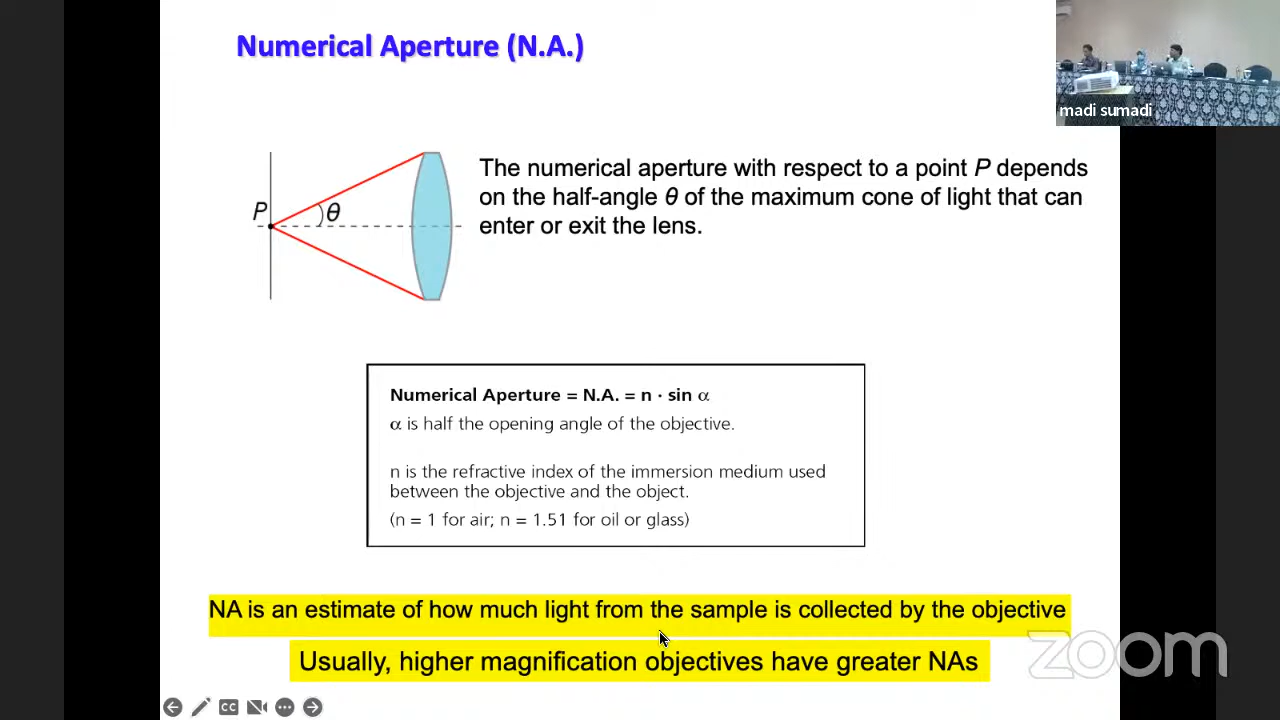 Numerical Aperture (N.A.)
madi sumadi
The numerical aperture with respect to a point P depends
on the half-angle θ of the maximum cone of light that can
enter or exit the lens.
P
θ
Numerical Aperture = N.A. = n · sin α
α is half the opening angle of the objective.
n is the refractive index of the immersion medium used
between the objective and the object.
(n = 1 for air; n = 1.51 for oil or glass)
NA is an estimate of how much light from the sample is collected by the objective
Usually, higher magnification objectives have greater NAs
zoom
CC